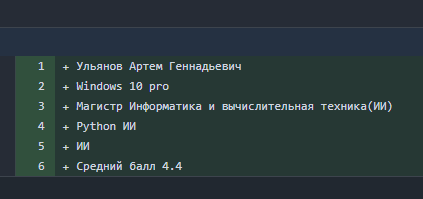 1 + Ульянов Артем Геннадьевич
2 + Windows 10 pro
3 + Магистр Информатика и вычислительная техника(ИИ)
4 + Python ИИ
5 + ИИ
6 + Средний балл 4.4